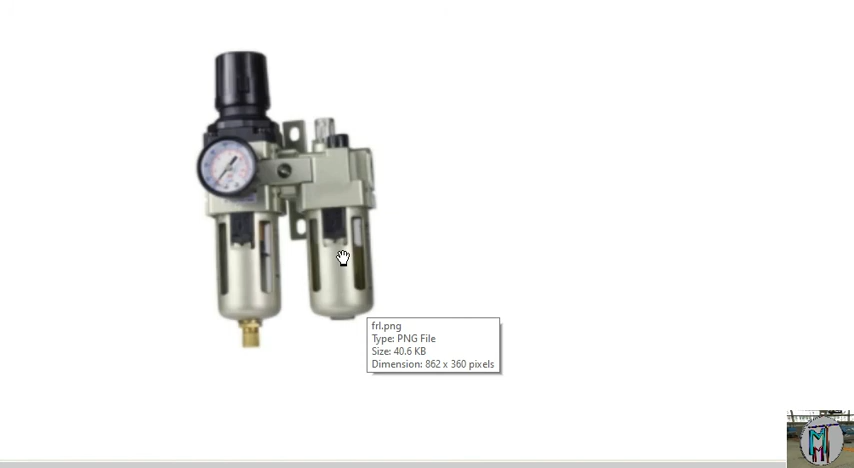 frl.png
Type: PNG File
Size: 40.6 KB
Dimension: 862 x 360 pixels